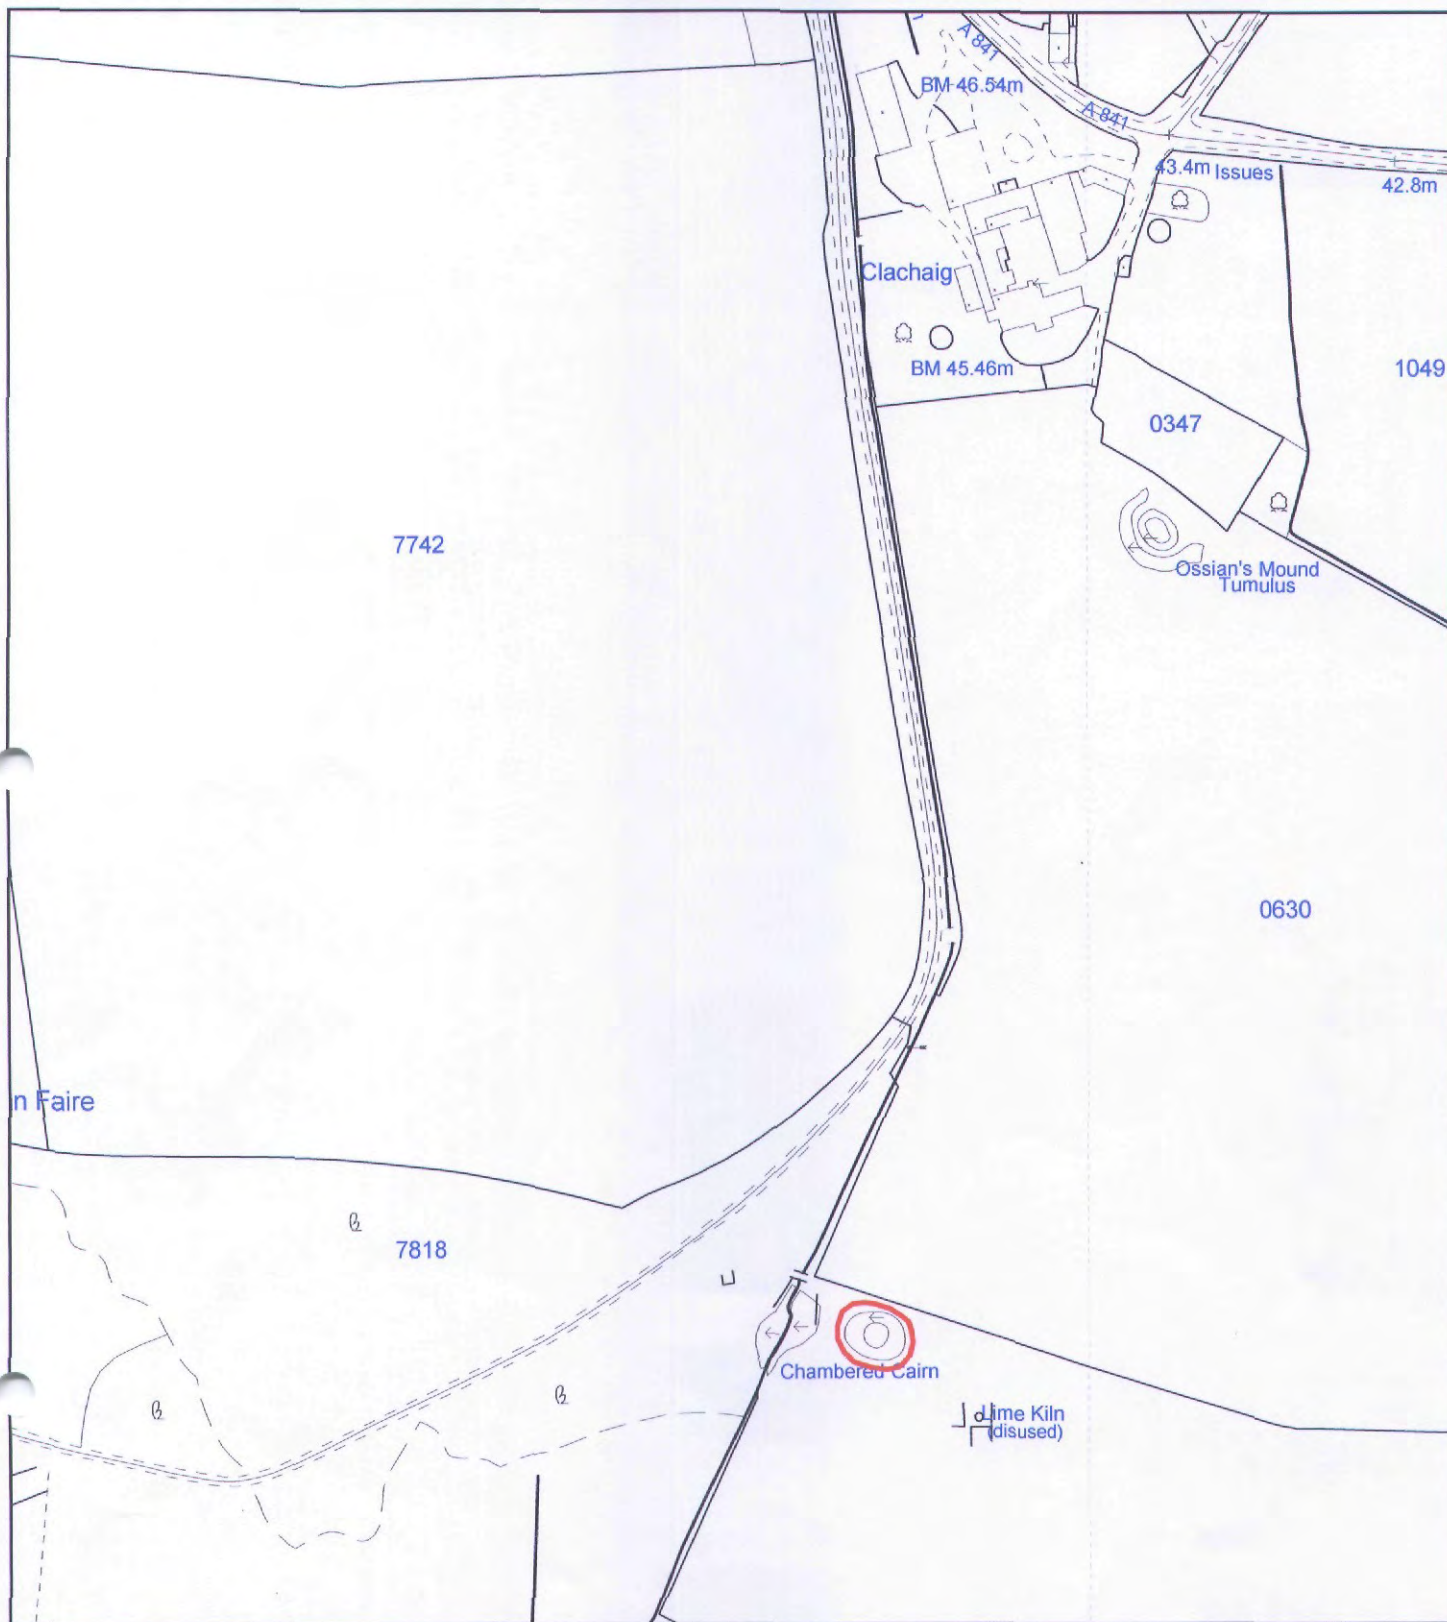 A 841
BM 46.54m
A 841
43.4m Issues
42.8m
Clachaig
BM 45.46m
1049
0347
7742
Ossian's Mound
Tumulus
0630
n Faire
7818
Chambered Cairn
Lime Kiln
(disused)